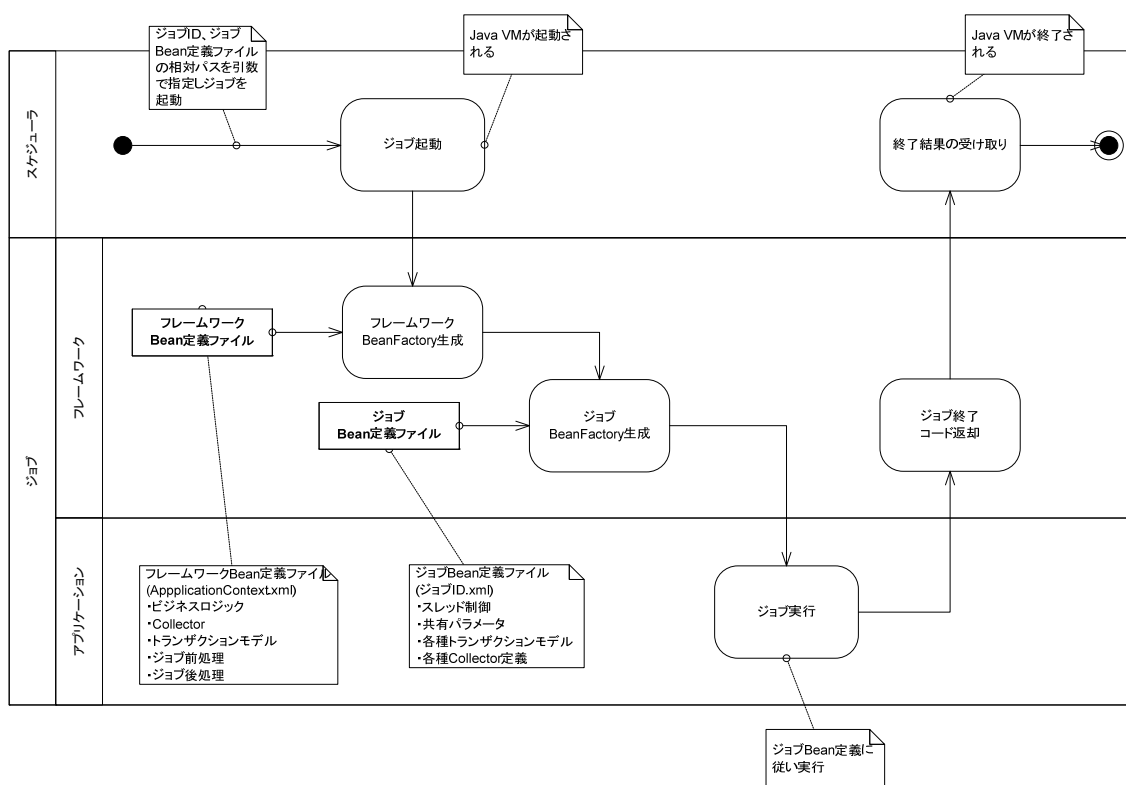 ジョブID、ジョブ
Bean定義ファイル
の相対パスを引数
で指定しジョブを
起動
Java VMが起動さ
れる
Java VMが終了さ
れる
スケジューラ
ジョブ起動
終了結果の受け取り
ジョブ
フレームワーク
フレームワーク
Bean定義ファイル
フレームワーク
BeanFactory生成
ジョブ
Bean定義ファイル
ジョブ
BeanFactory生成
ジョブ終了
コード返却
アプリケーション
フレームワークBean定義ファイル
(AppplicationContext.xml)
・ビジネスロジック
・Collector
・トランザクションモデル
・ジョブ前処理
・ジョブ後処理
ジョブBean定義ファイル
(ジョブID.xml)
・スレッド制御
・共有パラメータ
・各種トランザクションモデル
・各種Collector定義
ジョブ実行
ジョブBean定義に
従い実行